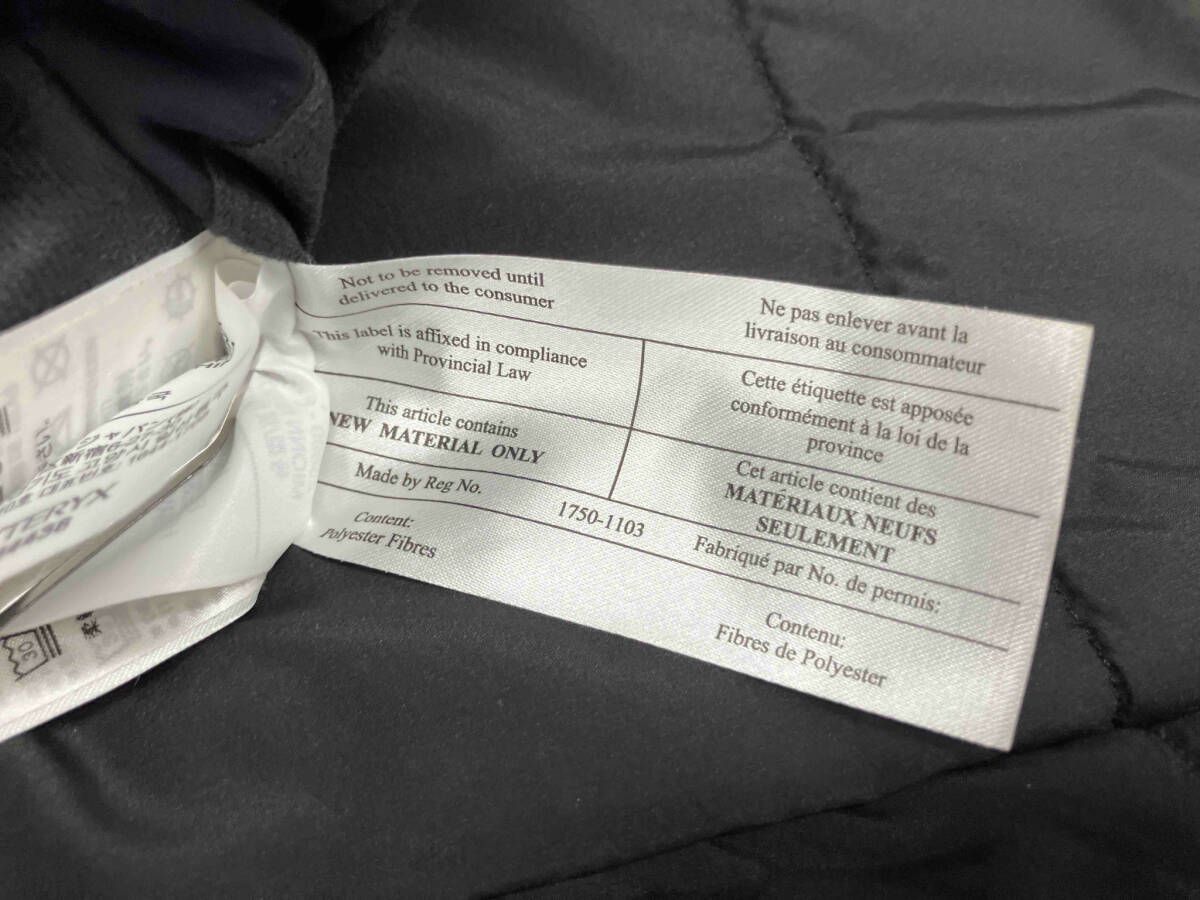 Not to be removed until
delivered to the consumer
Ne pas enlever avant la
livraison au consommateur
This label is affixed in compliance
with Provincial Law
Cette étiquette est apposée
conformément à la loi de la
province
This article contains
NEW MATERIAL ONLY
Cet article contient des
MATÉRIAUX NEUFS
SEULEMENT
Made by Reg No.
1750-1103
Fabriqué par No. de permis:
Content:
Polyester Fibres
Contenu:
Fibres de Polyester
TERYX
30